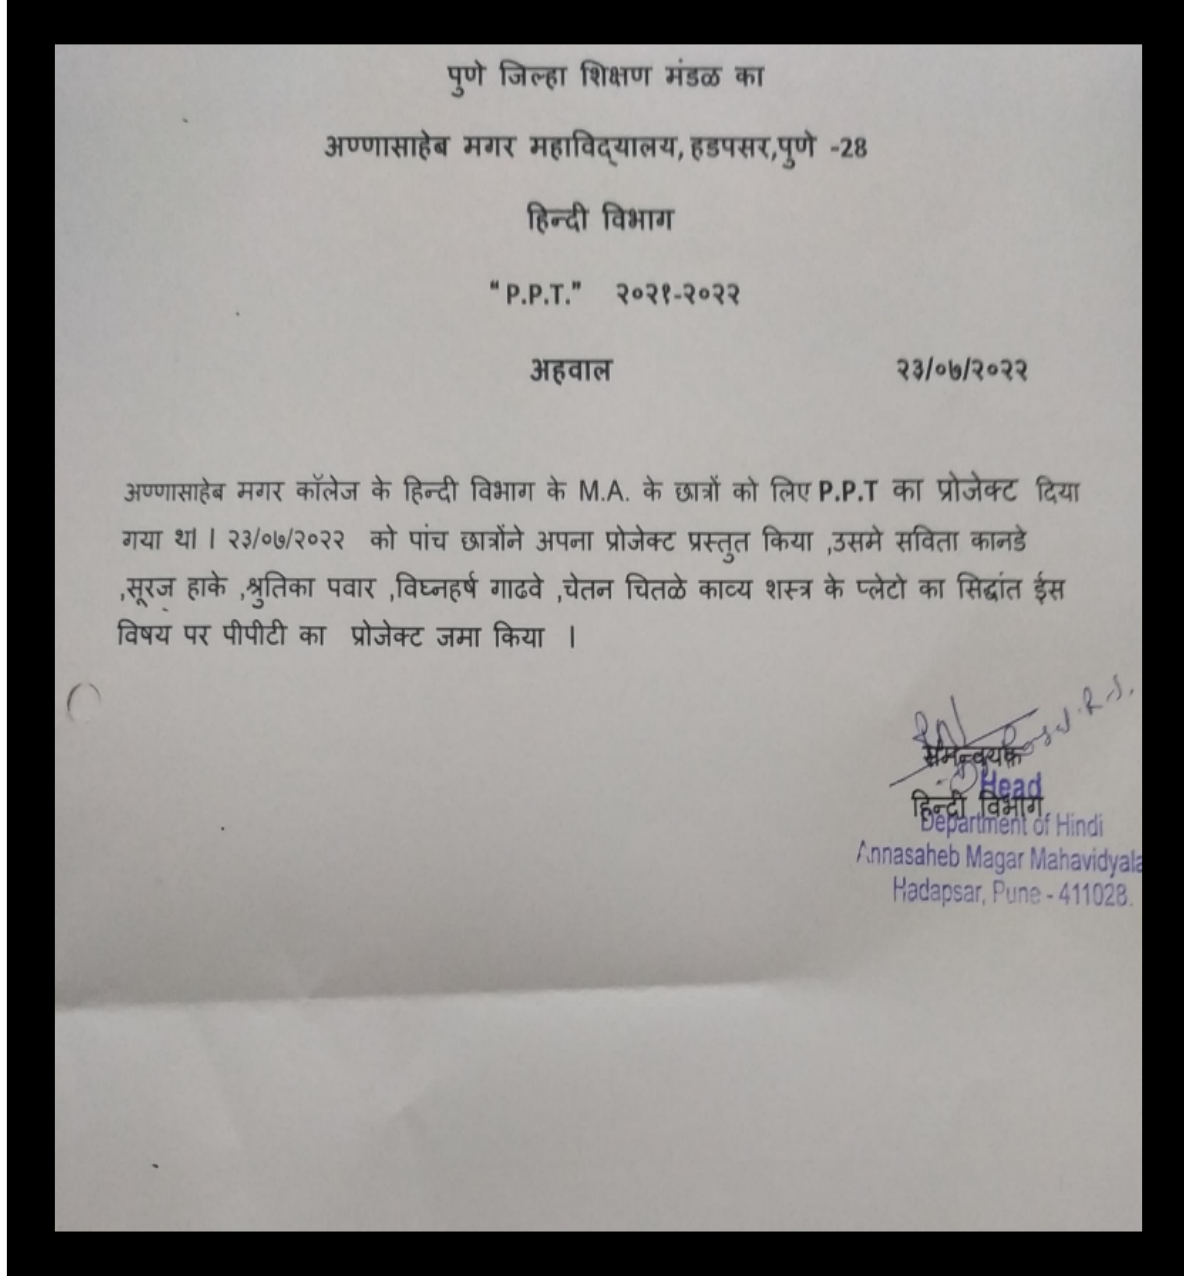 पुणे जिल्हा शिक्षण मंडळ का
अण्णासाहेब मगर महाविद्यालय,हडपसर,पुणे -28
हिन्दी विभाग
“P.P.T.” २०२१-२०२२
अहवाल २३/०७/२०२२
अण्णासाहेब मगर कॉलेज के हिन्दी विभाग के M.A. के छात्रों को लिए P.P.T का प्रोजेक्ट दिया
गया था । २३/०७/२०२२ को पांच छात्रोंने अपना प्रोजेक्ट प्रस्तुत किया ,उसमे सविता कानडे
,सूरज हाके ,श्रुतिका पवार ,विघ्नहर्ष गाढवे ,चेतन चितळे काव्य शस्त्र के प्लेटो का सिद्धांत ईस
विषय पर पीपीटी का प्रोजेक्ट जमा किया ।
समन्वयक
Head
हिन्दी विभाग
Department of Hindi
Annasaheb Magar Mahavidyala
Hadapsar, Pune - 411028.